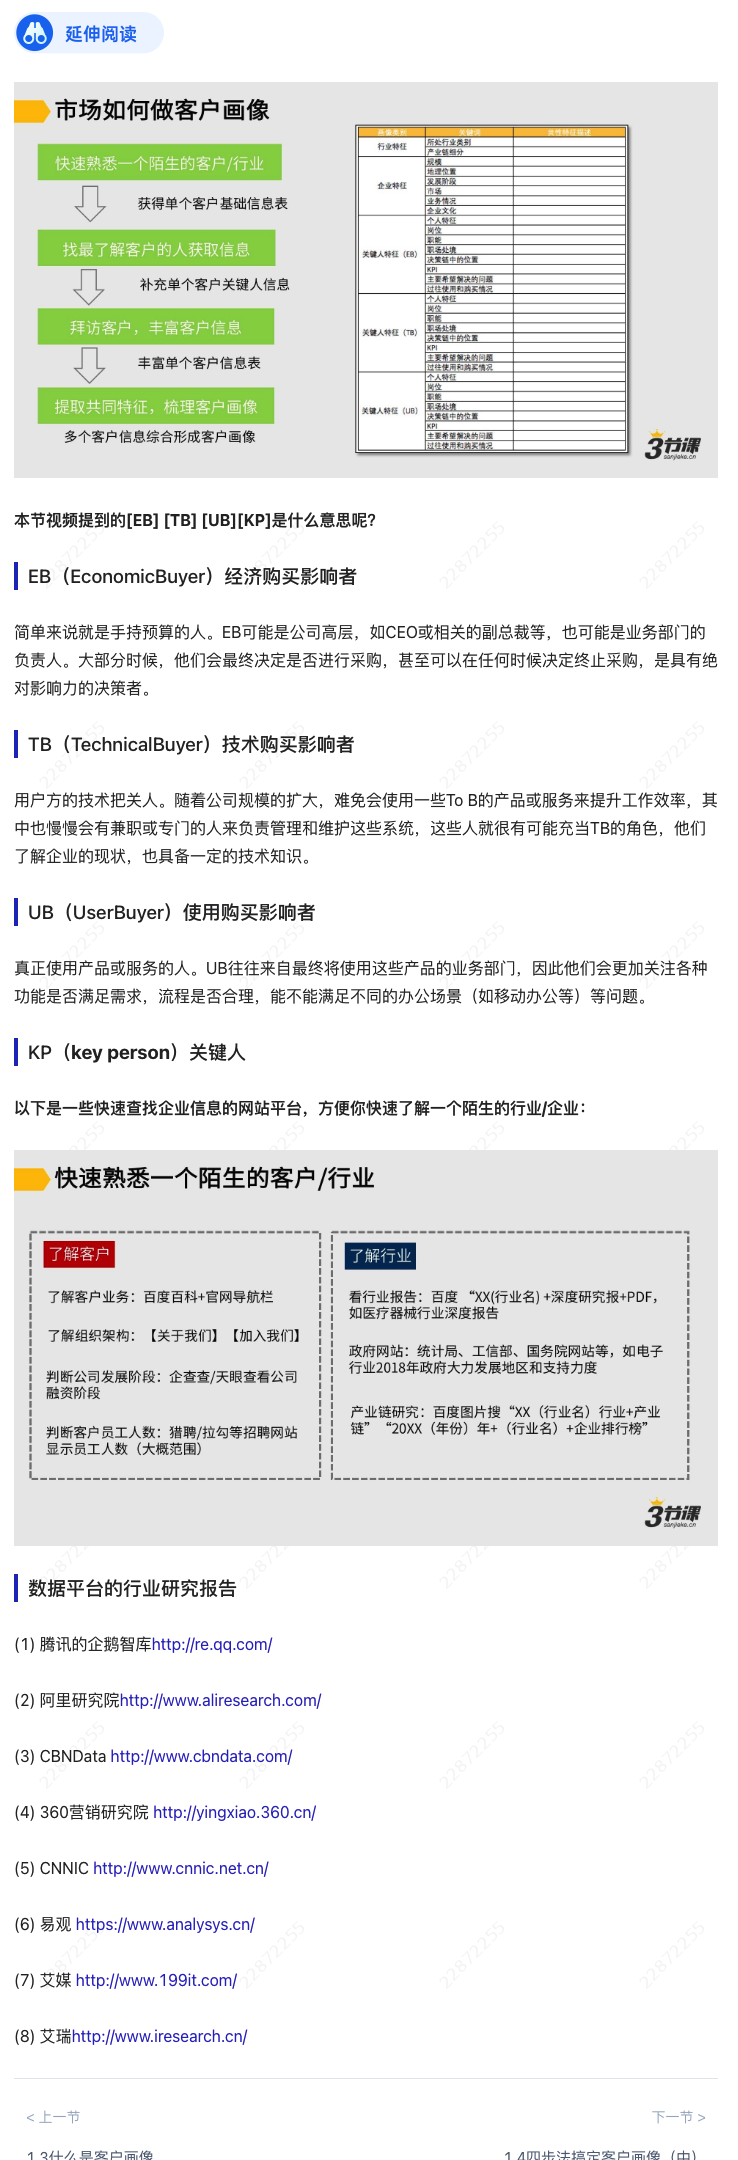 延伸阅读
市场如何做客户画像
快速熟悉一个陌生的客户/行业
获得单个客户基础信息表
找最了解客户的人获取信息
补充单个客户关键人信息
拜访客户，丰富客户信息
丰富单个客户信息表
提取共同特征，梳理客户画像
多个客户信息综合形成客户画像
画像类别 关键词 共性特征描述
行业特征
所处行业类别
产业链细分
企业特征
规模
地理位置
发展阶段
市场
业务情况
企业文化
关键人特征（EB）
个人特征
岗位
职能
职场处境
决策链中的位置
KPI
主要希望解决的问题
过往使用和购买情况
关键人特征（TB）
个人特征
岗位
职能
职场处境
决策链中的位置
KPI
主要希望解决的问题
过往使用和购买情况
关键人特征（UB）
个人特征
岗位
职能
职场处境
决策链中的位置
KPI
主要希望解决的问题
过往使用和购买情况
3节课
sanjieke.cn
本节视频提到的[EB] [TB] [UB][KP]是什么意思呢？
EB（EconomicBuyer）经济购买影响者
简单来说就是手持预算的人。EB可能是公司高层，如CEO或相关的副总裁等，也可能是业务部门的
负责人。大部分时候，他们会最终决定是否进行采购，甚至可以在任何时候决定终止采购，是具有绝
对影响力的决策者。
TB（TechnicalBuyer）技术购买影响者
用户方的技术把关人。随着公司规模的扩大，难免会使用一些To B的产品或服务来提升工作效率，其
中也慢慢会有兼职或专门的人来负责管理和维护这些系统，这些人就很有可能充当TB的角色，他们
了解企业的现状，也具备一定的技术知识。
UB（UserBuyer）使用购买影响者
真正使用产品或服务的人。UB往往来自最终将使用这些产品的业务部门，因此他们会更加关注各种
功能是否满足需求，流程是否合理，能不能满足不同的办公场景（如移动办公等）等问题。
KP（key person）关键人
以下是一些快速查找企业信息的网站平台，方便你快速了解一个陌生的行业/企业：
快速熟悉一个陌生的客户/行业
了解客户
了解客户业务：百度百科+官网导航栏
了解组织架构：【关于我们】【加入我们】
判断公司发展阶段：企查查/天眼查看公司
融资阶段
判断客户员工人数：猎聘/拉勾等招聘网站
显示员工人数（大概范围）
了解行业
看行业报告：百度 “XX(行业名) +深度研究报+PDF，
如医疗器械行业深度报告
政府网站：统计局、工信部、国务院网站等，如电子
行业2018年政府大力发展地区和支持力度
产业链研究：百度图片搜“XX（行业名）行业+产业
链” “20XX（年份）年+（行业名）+企业排行榜”
3节课
sanjieke.cn
数据平台的行业研究报告
(1) 腾讯的企鹅智库http://re.qq.com/
(2) 阿里研究院http://www.aliresearch.com/
(3) CBNData http://www.cbndata.com/
(4) 360营销研究院 http://yingxiao.360.cn/
(5) CNNIC http://www.cnnic.net.cn/
(6) 易观 https://www.analysys.cn/
(7) 艾媒 http://www.199it.com/
(8) 艾瑞http://www.iresearch.cn/
< 上一节
下一节 >
1.3什么是客户画像
1.4四步法搞定客户画像（中）
22872255